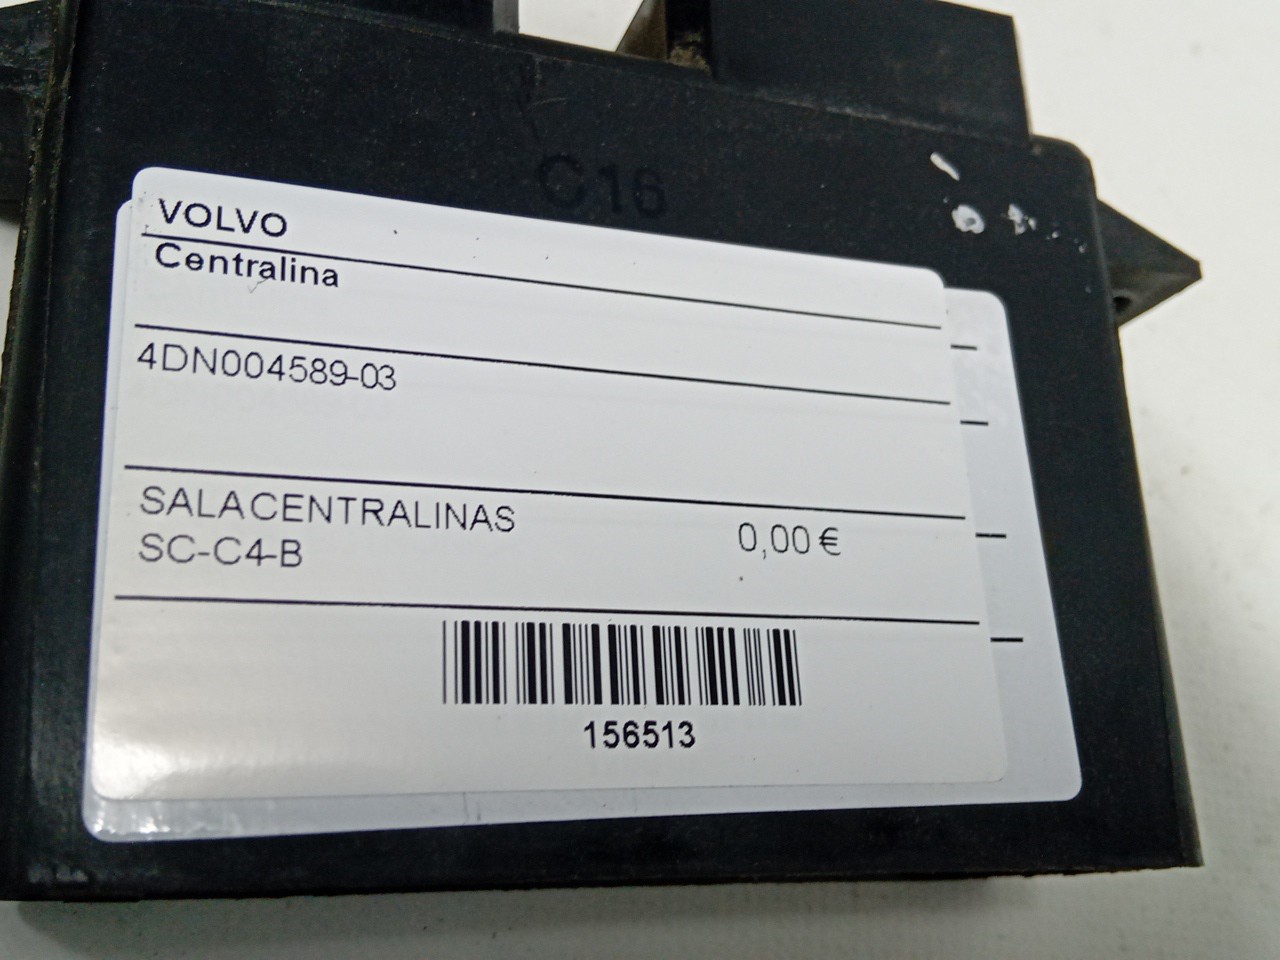 C16
VOLVO
Centralina
4DN004589-03
SALACENTRALINAS
SC-C4-B
0,00 €
156513